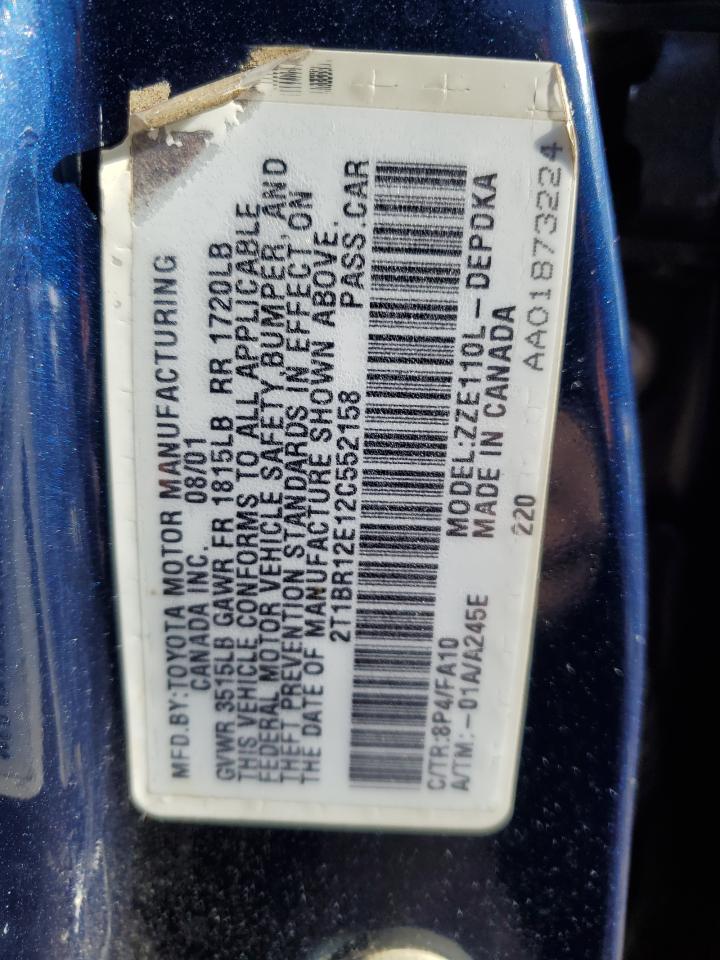 MFD.BY:TOYOTA MOTOR MANUFACTURING
CANADA INC. 08/01
GVWR 3515LB GAWR FR 1815LB RR 1720LB
THIS VEHICLE CONFORMS TO ALL APPLICABLE
FEDERAL MOTOR VEHICLE SAFETY,BUMPER, AND
THEFT PREVENTION STANDARDS IN EFFECT ON
THE DATE OF MANUFACTURE SHOWN ABOVE.
2T1BR12E12C552158 PASS.CAR
C/TR:8P4/FA10 MODEL:ZZE110L-DEPDKA
A/TM:-01A/A245E MADE IN CANADA
220
AA01873224